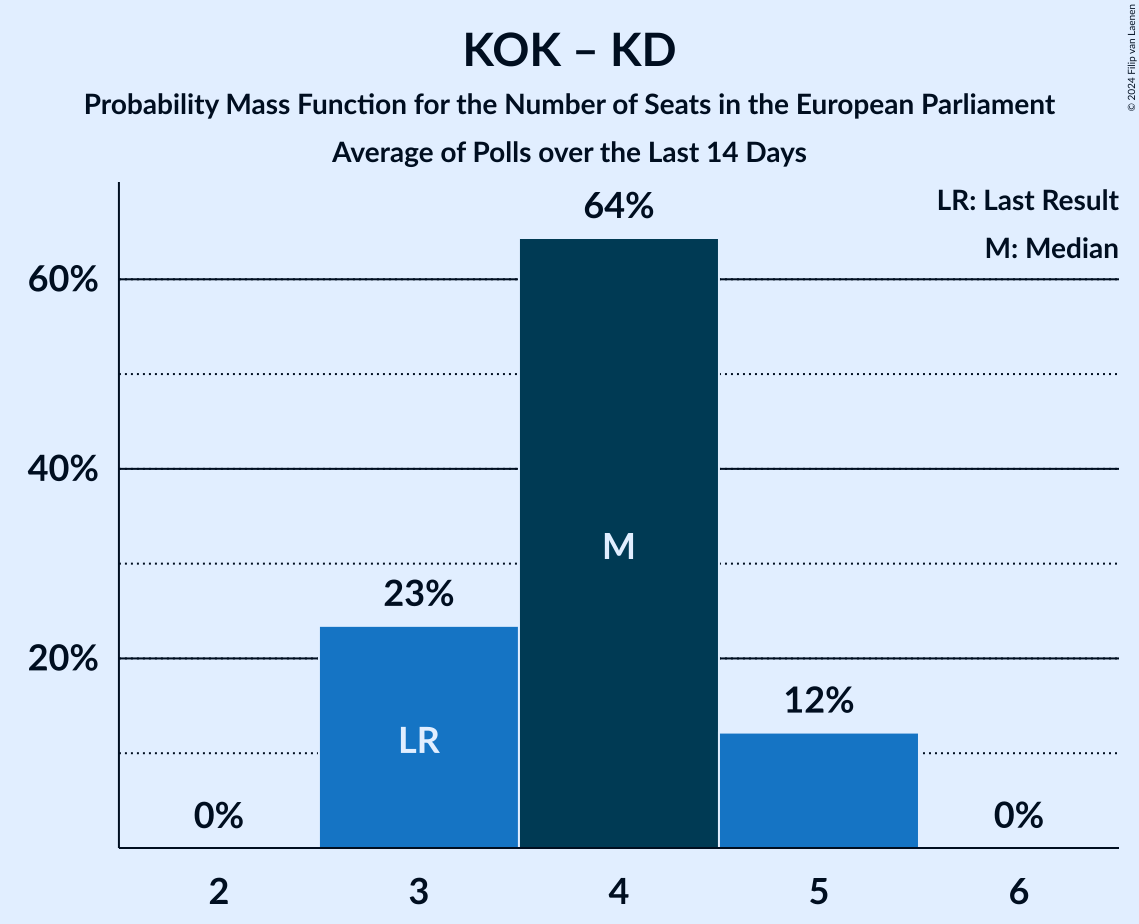 KOK – KD
Probability Mass Function for the Number of Seats in the European Parliament
Average of Polls over the Last 14 Days
© 2024 Filip van Laenen
LR: Last Result
M: Median
60%
40%
20%
0%
23%
64%
12%
0%
LR
M
2
3
4
5
6